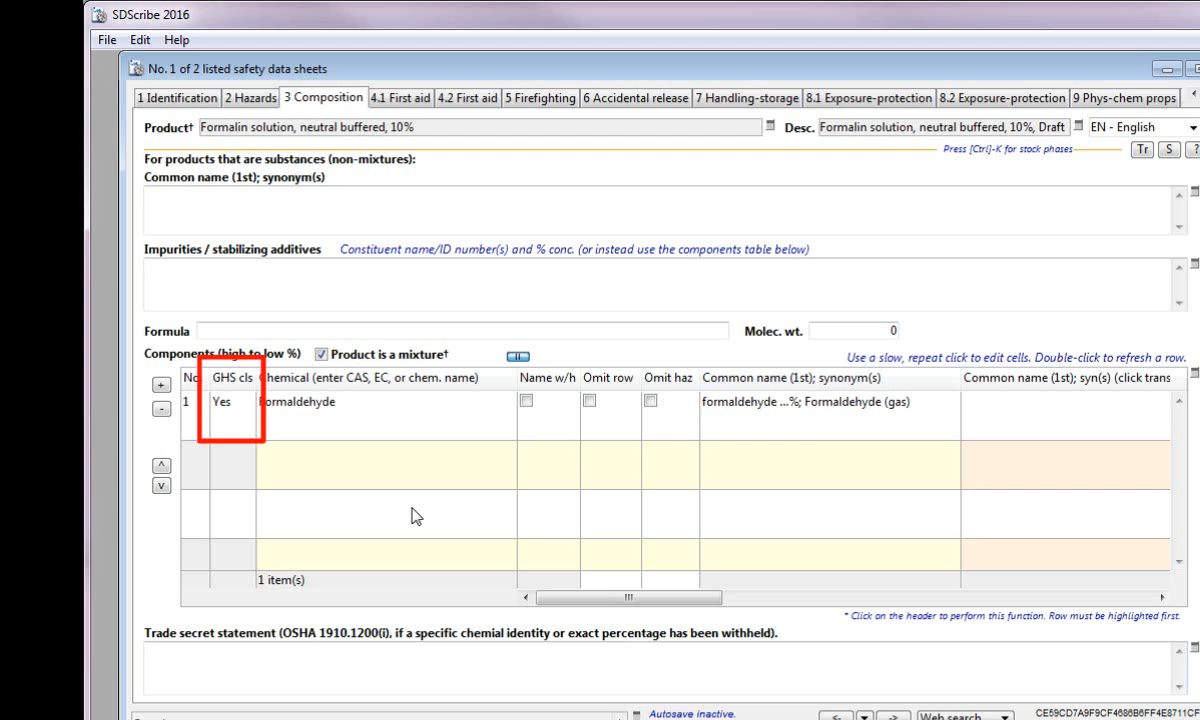 SDScribe 2016
File Edit Help
No. 1 of 2 listed safety data sheets
1 Identification 2 Hazards 3 Composition 4.1 First aid 4.2 First aid 5 Firefighting 6 Accidental release 7 Handling-storage 8.1 Exposure-protection 8.2 Exposure-protection 9 Phys-chem props
Product† Formalin solution, neutral buffered, 10% Desc. Formalin solution, neutral buffered, 10%, Draft EN - English
Press [Ctrl]-K for stock phases Tr S ?
For products that are substances (non-mixtures):
Common name (1st); synonym(s)
Impurities / stabilizing additives Constituent name/ID number(s) and % conc. (or instead use the components table below)
Formula Molec. wt. 0
Components (high to low %) Product is a mixture†
Use a slow, repeat click to edit cells. Double-click to refresh a row.
+ No GHS cls Chemical (enter CAS, EC, or chem. name) Name w/h Omit row Omit haz Common name (1st); synonym(s) Common name (1st); syn(s) (click trans
- 1 Yes Formaldehyde formaldehyde ...%; Formaldehyde (gas)
^
v
1 item(s)
* Click on the header to perform this function. Row must be highlighted first.
Trade secret statement (OSHA 1910.1200(i), if a specific chemial identity or exact percentage has been withheld).
Autosave inactive. <- -> Web search CE59CD7A9F9CF4686B6FF4E8711CF